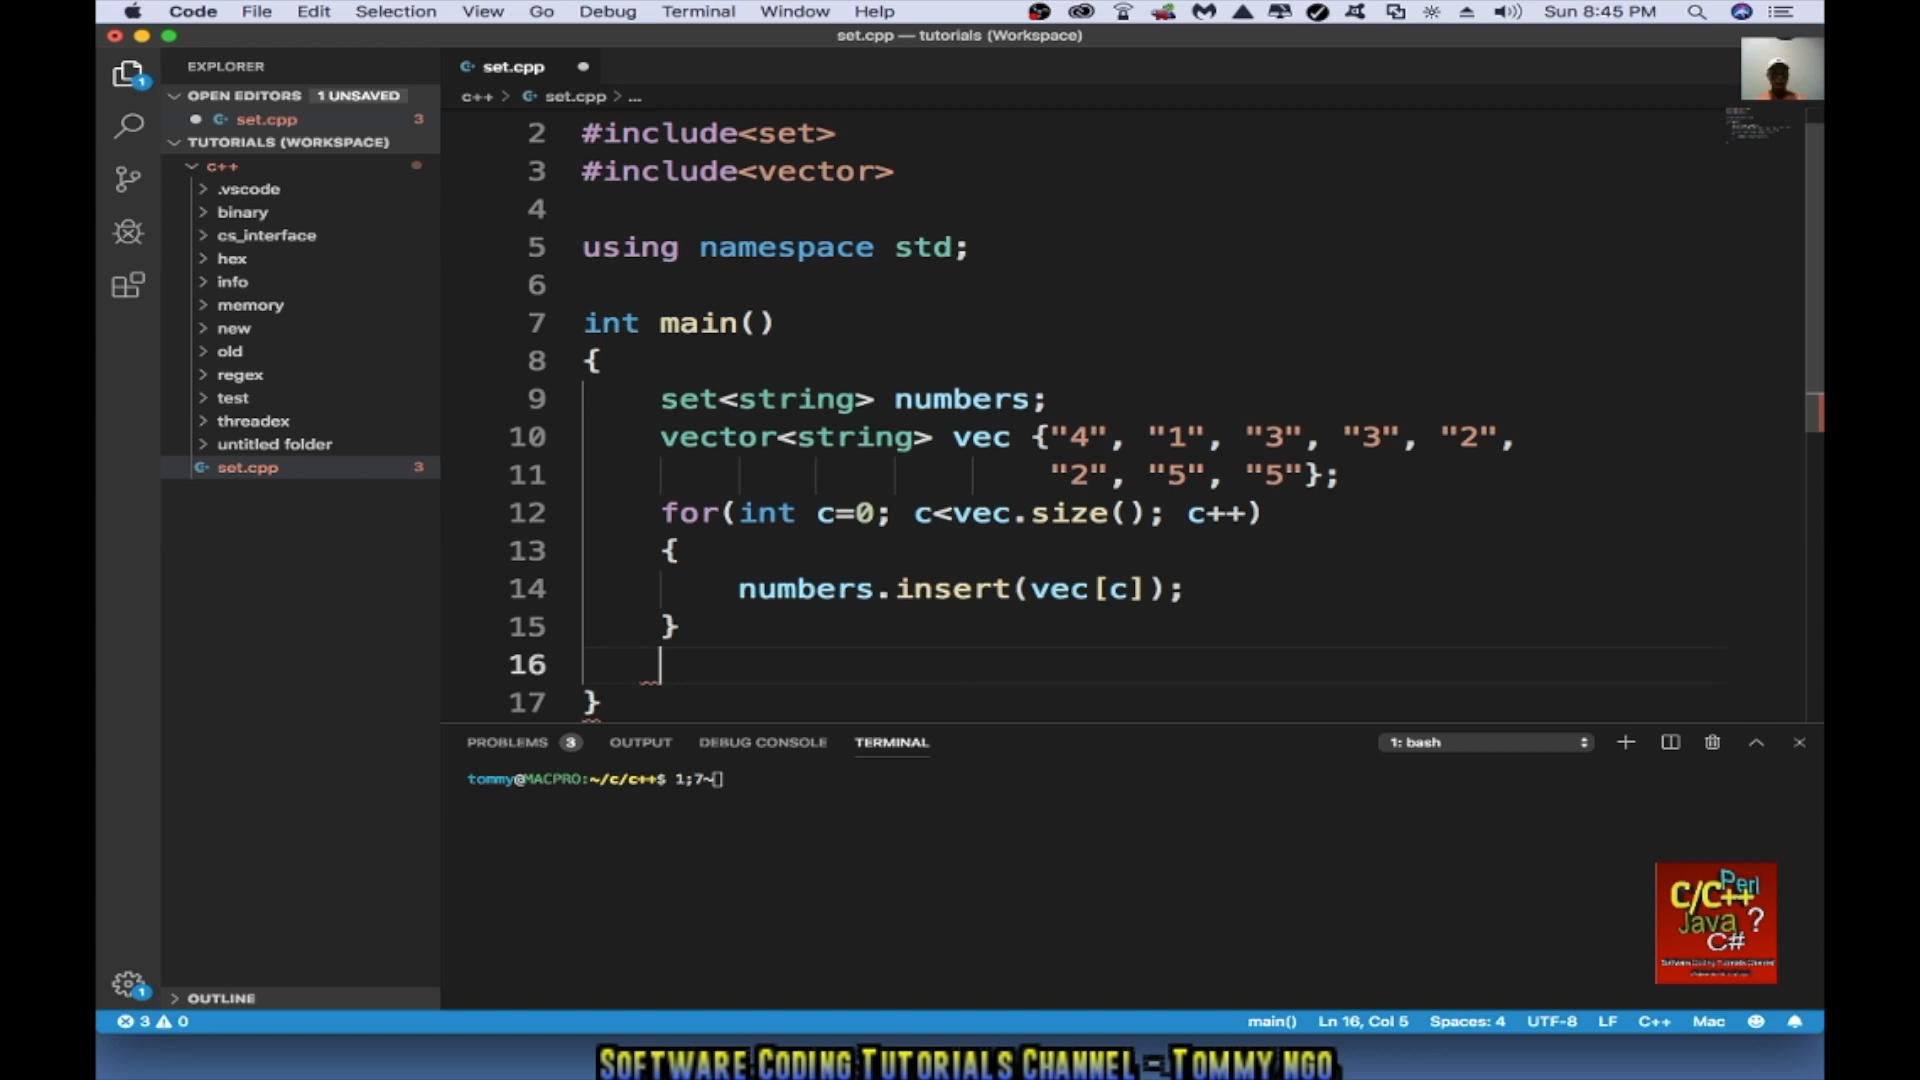 Code File Edit Selection View Go Debug Terminal Window Help Sun 8:45 PM
set.cpp — tutorials (Workspace)
EXPLORER
OPEN EDITORS 1 UNSAVED
set.cpp 3
TUTORIALS (WORKSPACE)
c++
.vscode
binary
cs_interface
hex
info
memory
new
old
regex
test
threadex
untitled folder
set.cpp 3
OUTLINE
set.cpp
c++ > set.cpp > ...
2 #include<set>
3 #include<vector>
4
5 using namespace std;
6
7 int main()
8 {
9 set<string> numbers;
10 vector<string> vec {"4", "1", "3", "3", "2",
11 "2", "5", "5"};
12 for(int c=0; c<vec.size(); c++)
13 {
14 numbers.insert(vec[c]);
15 }
16
17 }
PROBLEMS 3 OUTPUT DEBUG CONSOLE TERMINAL 1: bash
tommy@MACPRO:~/c/c++$ 1;7~
C/C++ Perl
Java ?
C#
Software Coding Tutorials Channel
3 0 main() Ln 16, Col 5 Spaces: 4 UTF-8 LF C++ Mac
SOFTWARE CODING TUTORIALS CHANNEL - TOMMY NGO